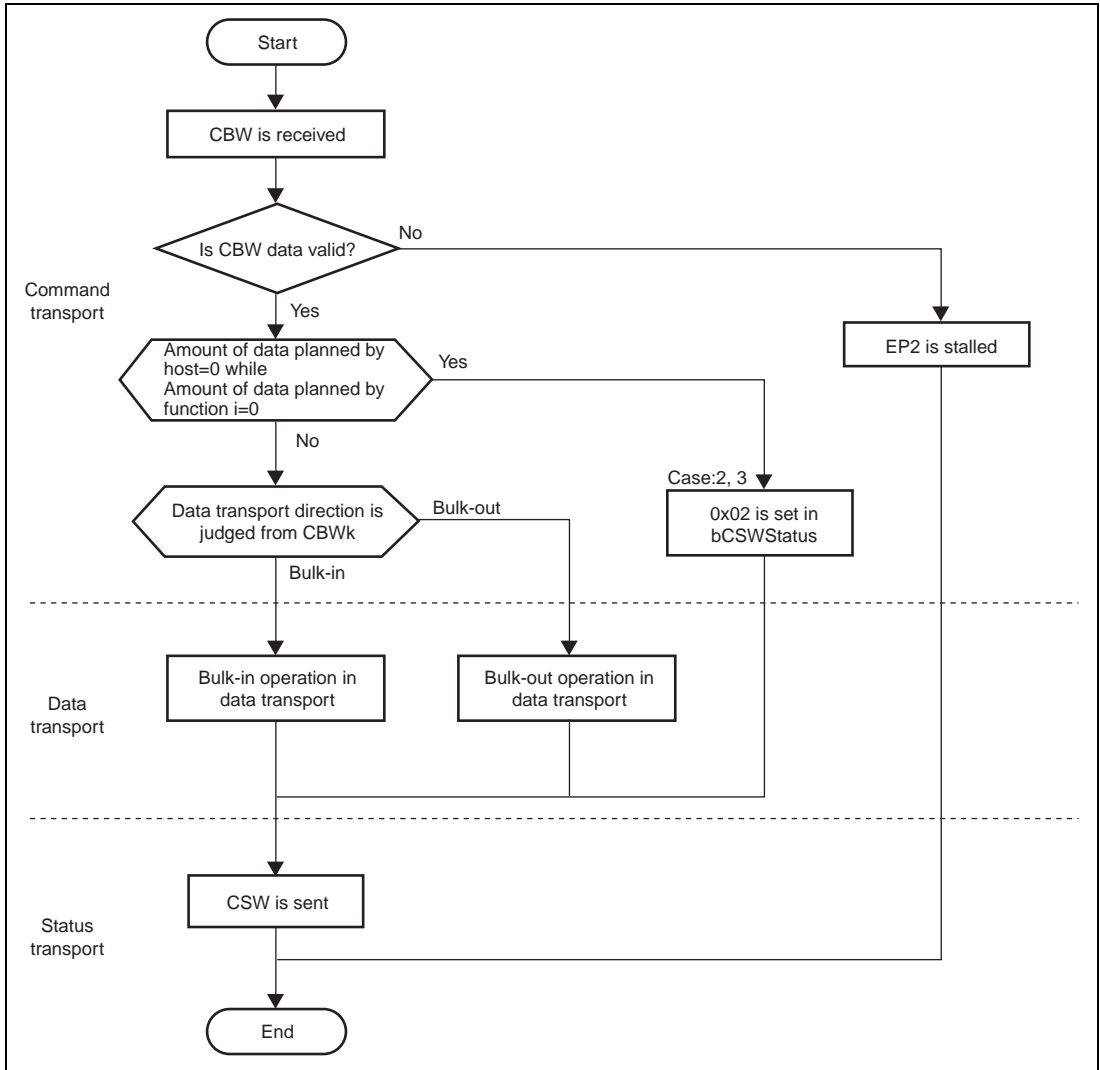 Start
CBW is received
Is CBW data valid?
No
Command
transport
Yes
EP2 is stalled
Amount of data planned by
host=0 while
Amount of data planned by
function i=0
Yes
No
Case:2, 3
Data transport direction is
judged from CBWk
Bulk-out
0x02 is set in
bCSWStatus
Bulk-in
Data
transport
Bulk-in operation in
data transport
Bulk-out operation in
data transport
Status
transport
CSW is sent
End